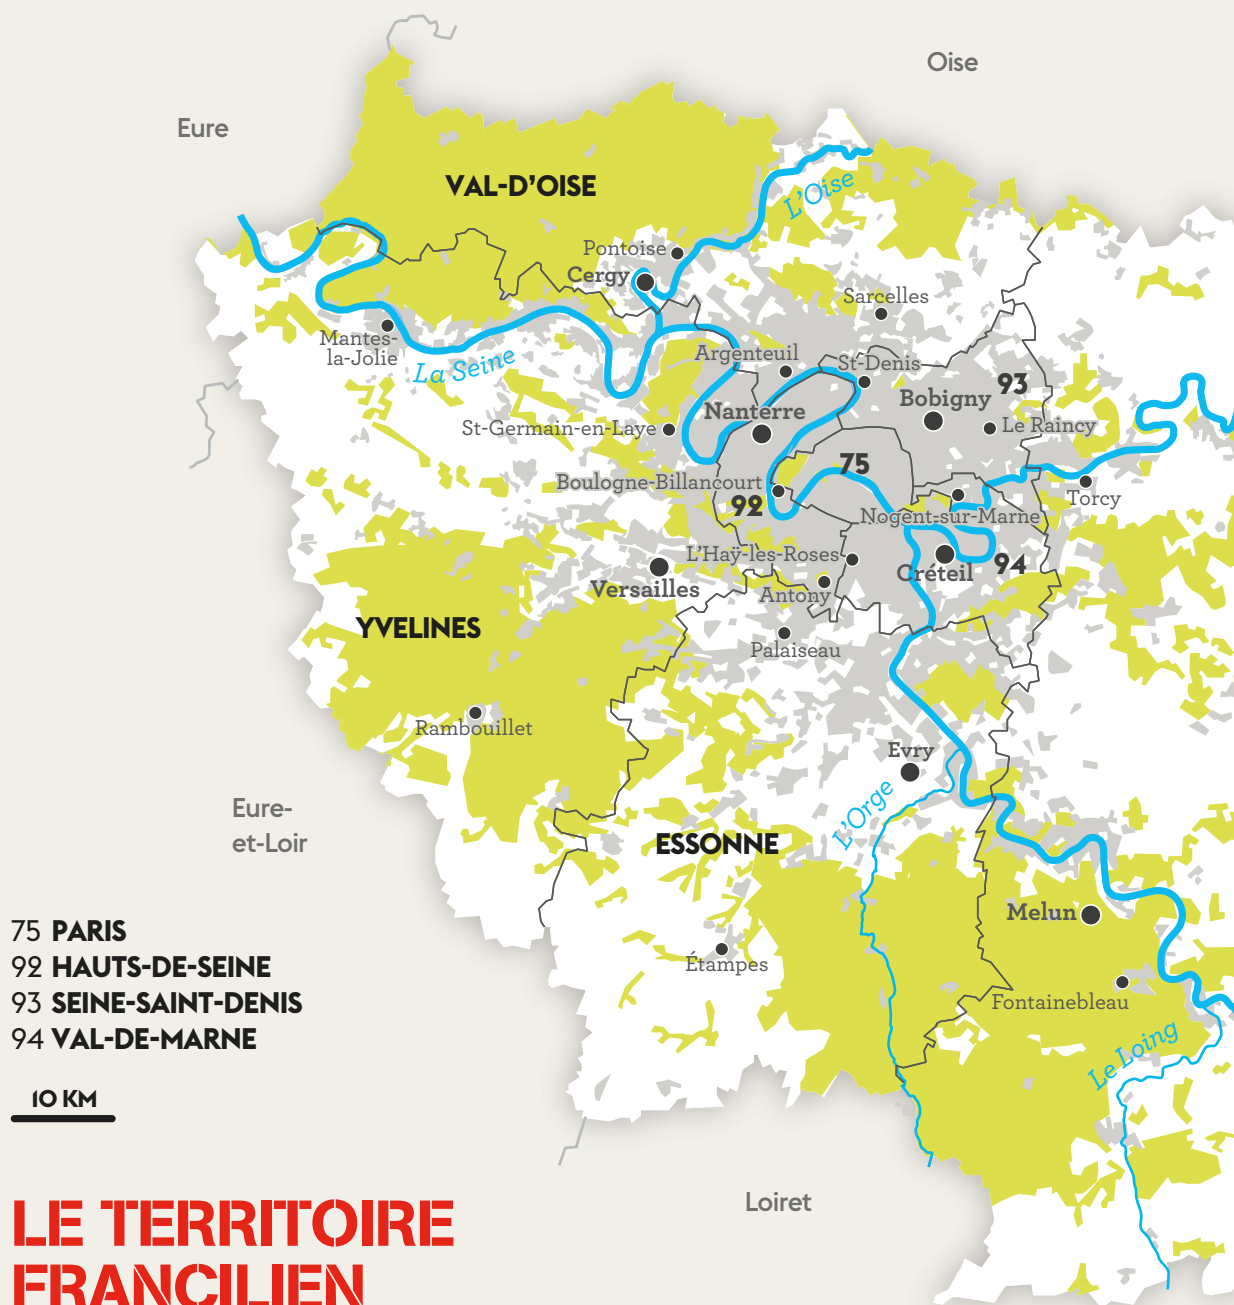 Oise
Eure
VAL-D'OISE
L'Oise
Pontoise
Cergy
Sarcelles
Mantes-
la-Jolie
La Seine
Argenteuil
St-Denis
93
Bobigny
Nanterre
St-Germain-en-Laye
Le Raincy
75
Boulogne-Billancourt
92
Torcy
Nogent-sur-Marne
L'Haÿ-les-Roses
94
Créteil
Versailles
Antony
YVELINES
Palaiseau
Rambouillet
Evry
Eure-
et-Loir
L'Orge
ESSONNE
Melun
75 PARIS
92 HAUTS-DE-SEINE
93 SEINE-SAINT-DENIS
94 VAL-DE-MARNE
Étampes
Fontainebleau
Le Loing
10 KM
Loiret
LE TERRITOIRE
FRANCILIEN